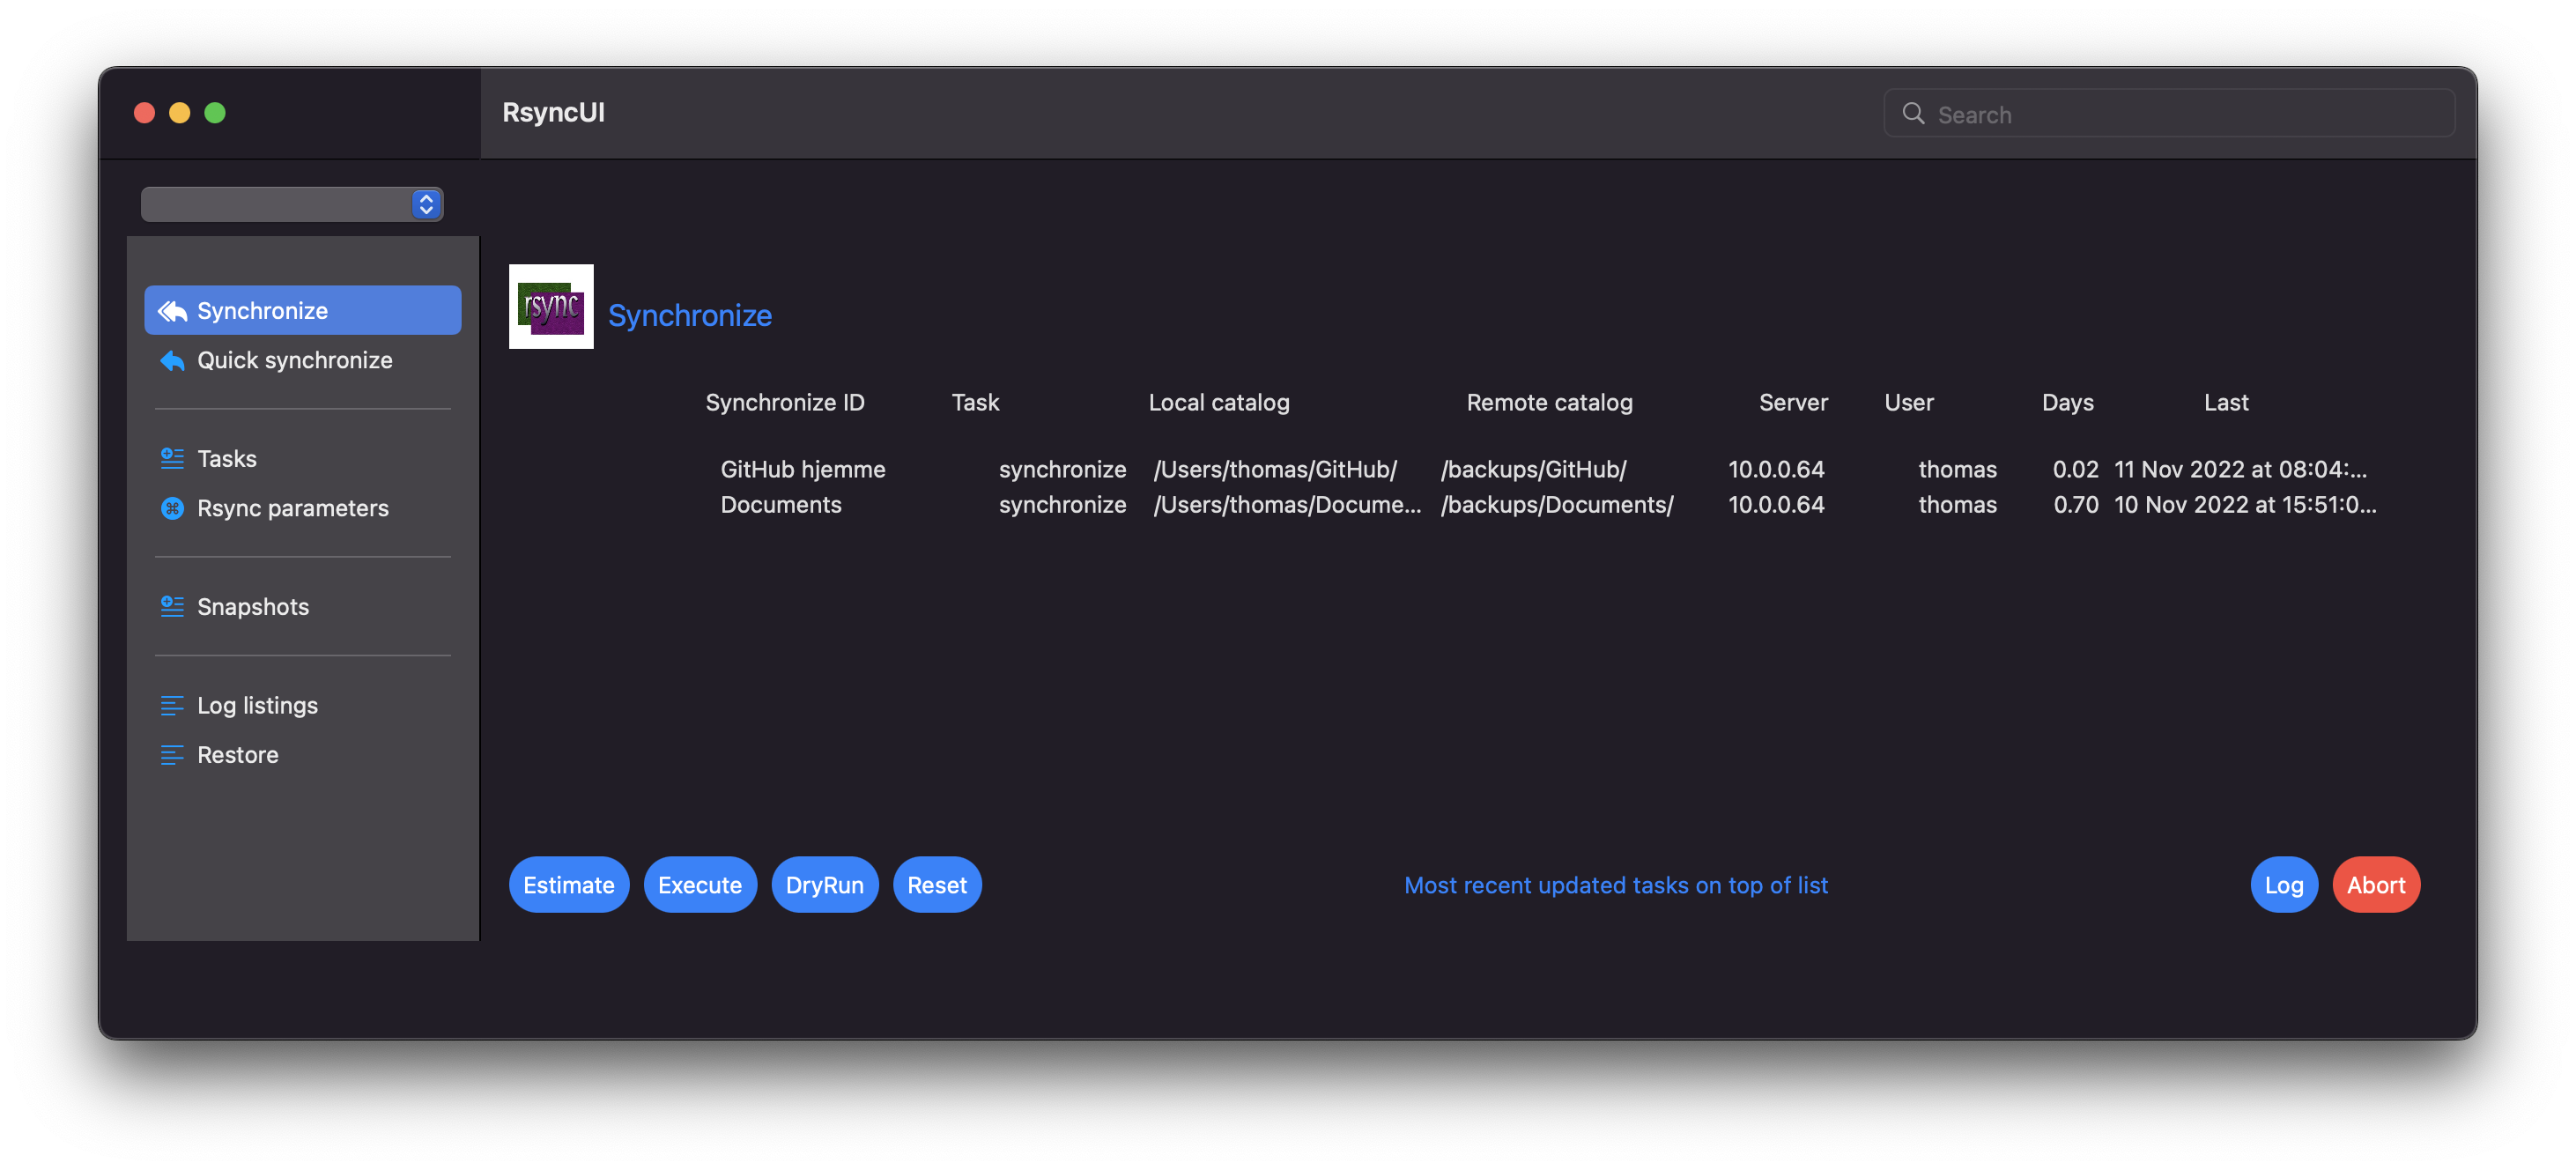 RsyncUI
Search
Synchronize
Quick synchronize
Tasks
Rsync parameters
Snapshots
Log listings
Restore
rsync
Synchronize
Synchronize ID Task Local catalog Remote catalog Server User Days Last
GitHub hjemme synchronize /Users/thomas/GitHub/ /backups/GitHub/ 10.0.0.64 thomas 0.02 11 Nov 2022 at 08:04:...
Documents synchronize /Users/thomas/Docume... /backups/Documents/ 10.0.0.64 thomas 0.70 10 Nov 2022 at 15:51:0...
Estimate Execute DryRun Reset Most recent updated tasks on top of list Log Abort